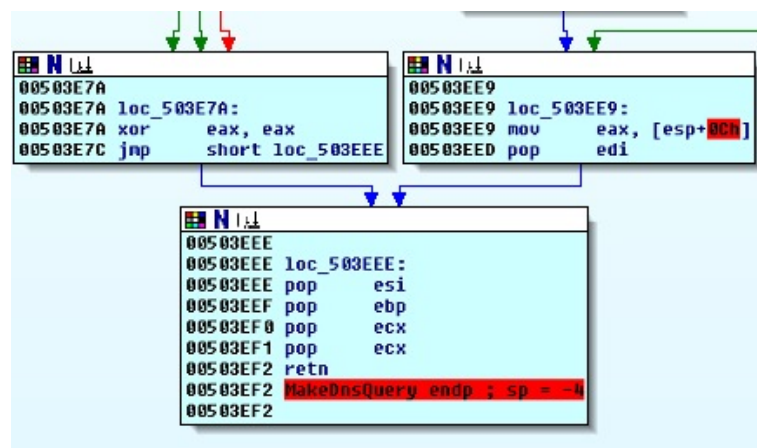 N
00503E7A
00503E7A loc_503E7A:
00503E7A xor eax, eax
00503E7C jmp short loc_503EEE
N
00503EE9
00503EE9 loc_503EE9:
00503EE9 mov eax, [esp+0Ch]
00503EED pop edi
N
00503EEE
00503EEE loc_503EEE:
00503EEE pop esi
00503EEF pop ebp
00503EF0 pop ecx
00503EF1 pop ecx
00503EF2 retn
00503EF2 MakeDnsQuery endp ; sp = -4
00503EF2